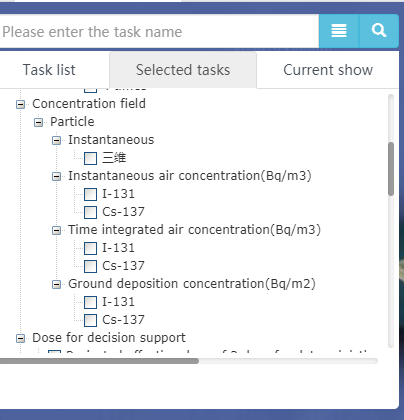 Please enter the task name
Task list
Selected tasks
Current show
Concentration field
Particle
Instantaneous
三维
Instantaneous air concentration(Bq/m3)
I-131
Cs-137
Time integrated air concentration(Bq/m3)
I-131
Cs-137
Ground deposition concentration(Bq/m2)
I-131
Cs-137
Dose for decision support